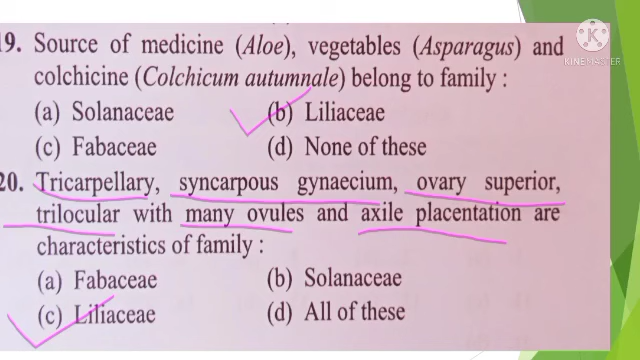 19. Source of medicine (Aloe), vegetables (Asparagus) and
colchicine (Colchicum autumnale) belong to family :
(a) Solanaceae (b) Liliaceae
(c) Fabaceae (d) None of these
20. Tricarpellary, syncarpous gynaecium, ovary superior,
trilocular with many ovules and axile placentation are
characteristics of family :
(a) Fabaceae (b) Solanaceae
(c) Liliaceae (d) All of these
K
KINEMASTER